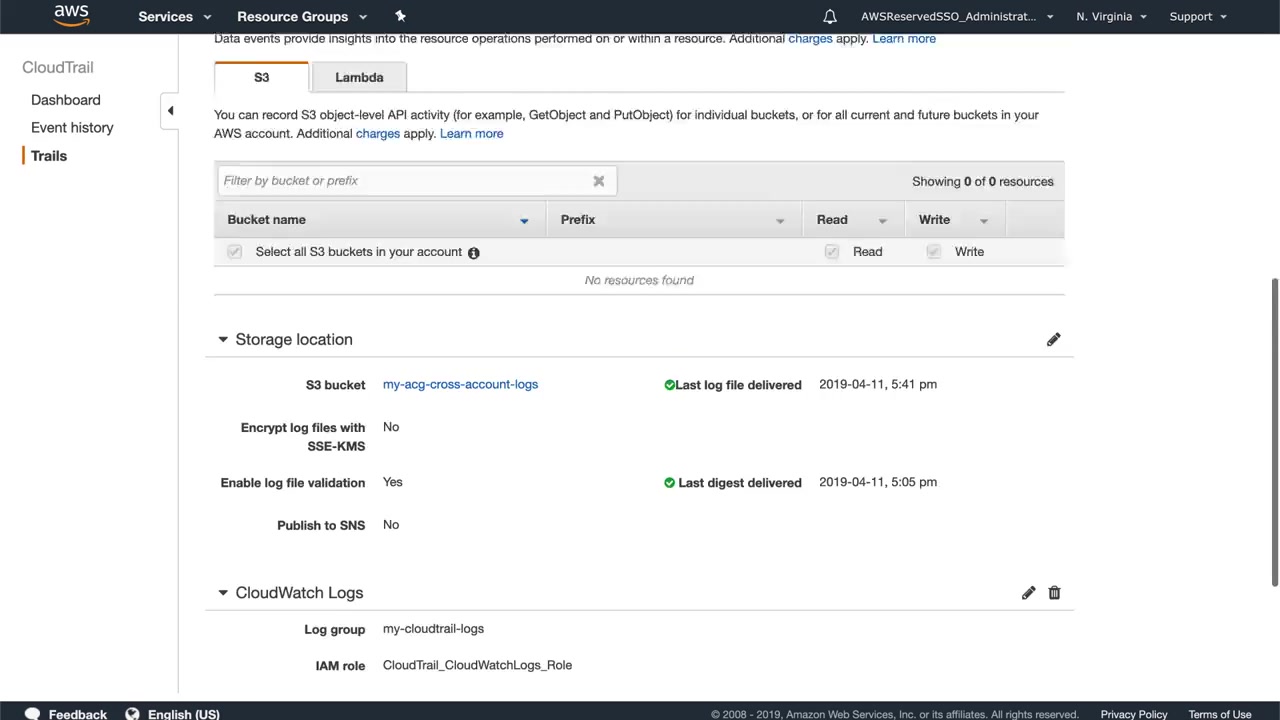 aws
Services
Resource Groups
AWSReservedSSO_Administrat...
N. Virginia
Support
CloudTrail
Dashboard
Event history
Trails
Data events provide insights into the resource operations performed on or within a resource. Additional charges apply. Learn more
S3
Lambda
You can record S3 object-level API activity (for example, GetObject and PutObject) for individual buckets, or for all current and future buckets in your
AWS account. Additional charges apply. Learn more
Filter by bucket or prefix
Showing 0 of 0 resources
Bucket name
Prefix
Read
Write
Select all S3 buckets in your account
Read
Write
No resources found
Storage location
S3 bucket
my-acg-cross-account-logs
Last log file delivered
2019-04-11, 5:41 pm
Encrypt log files with
SSE-KMS
No
Enable log file validation
Yes
Last digest delivered
2019-04-11, 5:05 pm
Publish to SNS
No
CloudWatch Logs
Log group
my-cloudtrail-logs
IAM role
CloudTrail_CloudWatchLogs_Role
Feedback
English (US)
© 2008 - 2019, Amazon Web Services, Inc. or its affiliates. All rights reserved.
Privacy Policy
Terms of Use